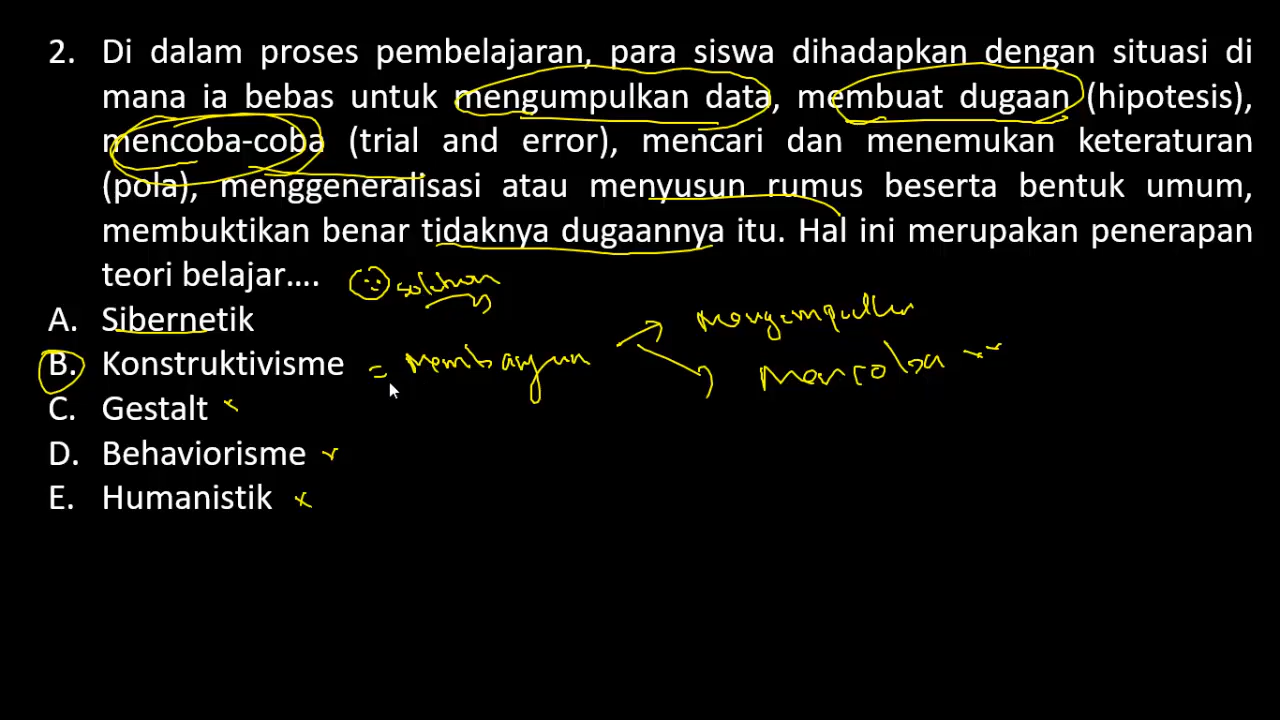 2. Di dalam proses pembelajaran, para siswa dihadapkan dengan situasi di
mana ia bebas untuk mengumpulkan data, membuat dugaan (hipotesis),
mencoba-coba (trial and error), mencari dan menemukan keteraturan
(pola), menggeneralisasi atau menyusun rumus beserta bentuk umum,
membuktikan benar tidaknya dugaannya itu. Hal ini merupakan penerapan
teori belajar....
A. Sibernetik
B. Konstruktivisme = Membangun
Mencoba
C. Gestalt
D. Behaviorisme
E. Humanistik